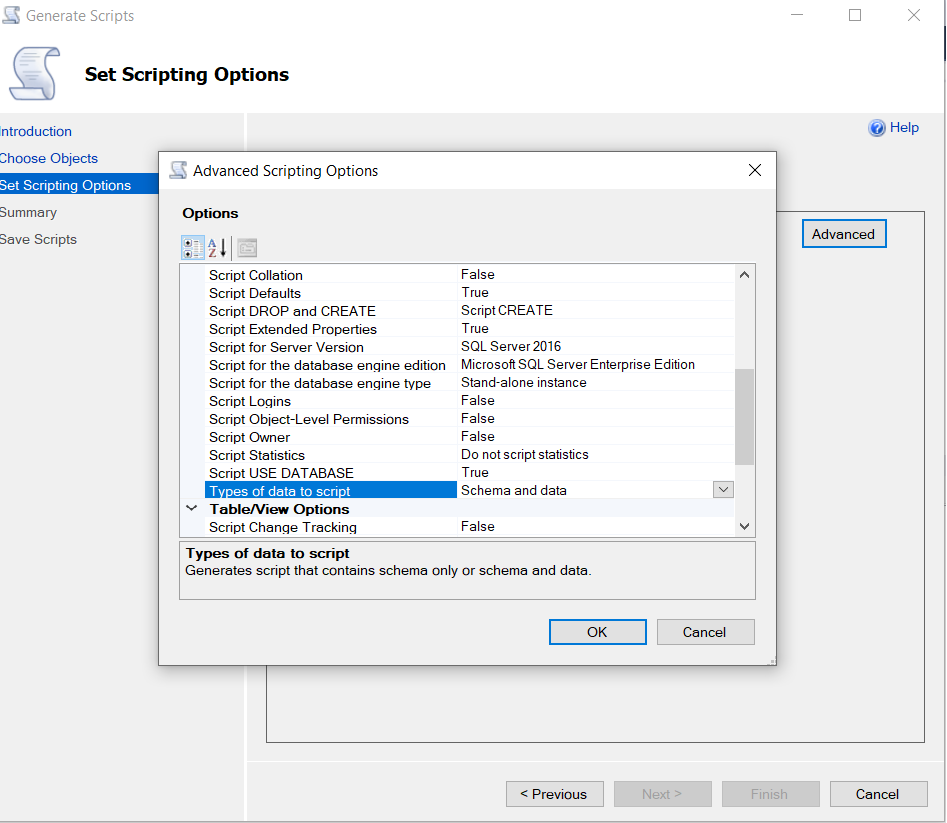 Generate Scripts
Set Scripting Options
Introduction
Choose Objects
Set Scripting Options
Summary
Save Scripts
Help
Advanced
Advanced Scripting Options
Options
Script Collation False
Script Defaults True
Script DROP and CREATE Script CREATE
Script Extended Properties True
Script for Server Version SQL Server 2016
Script for the database engine edition Microsoft SQL Server Enterprise Edition
Script for the database engine type Stand-alone instance
Script Logins False
Script Object-Level Permissions False
Script Owner False
Script Statistics Do not script statistics
Script USE DATABASE True
Types of data to script Schema and data
Table/View Options
Script Change Tracking False
Types of data to script
Generates script that contains schema only or schema and data.
OK Cancel
< Previous Next > Finish Cancel